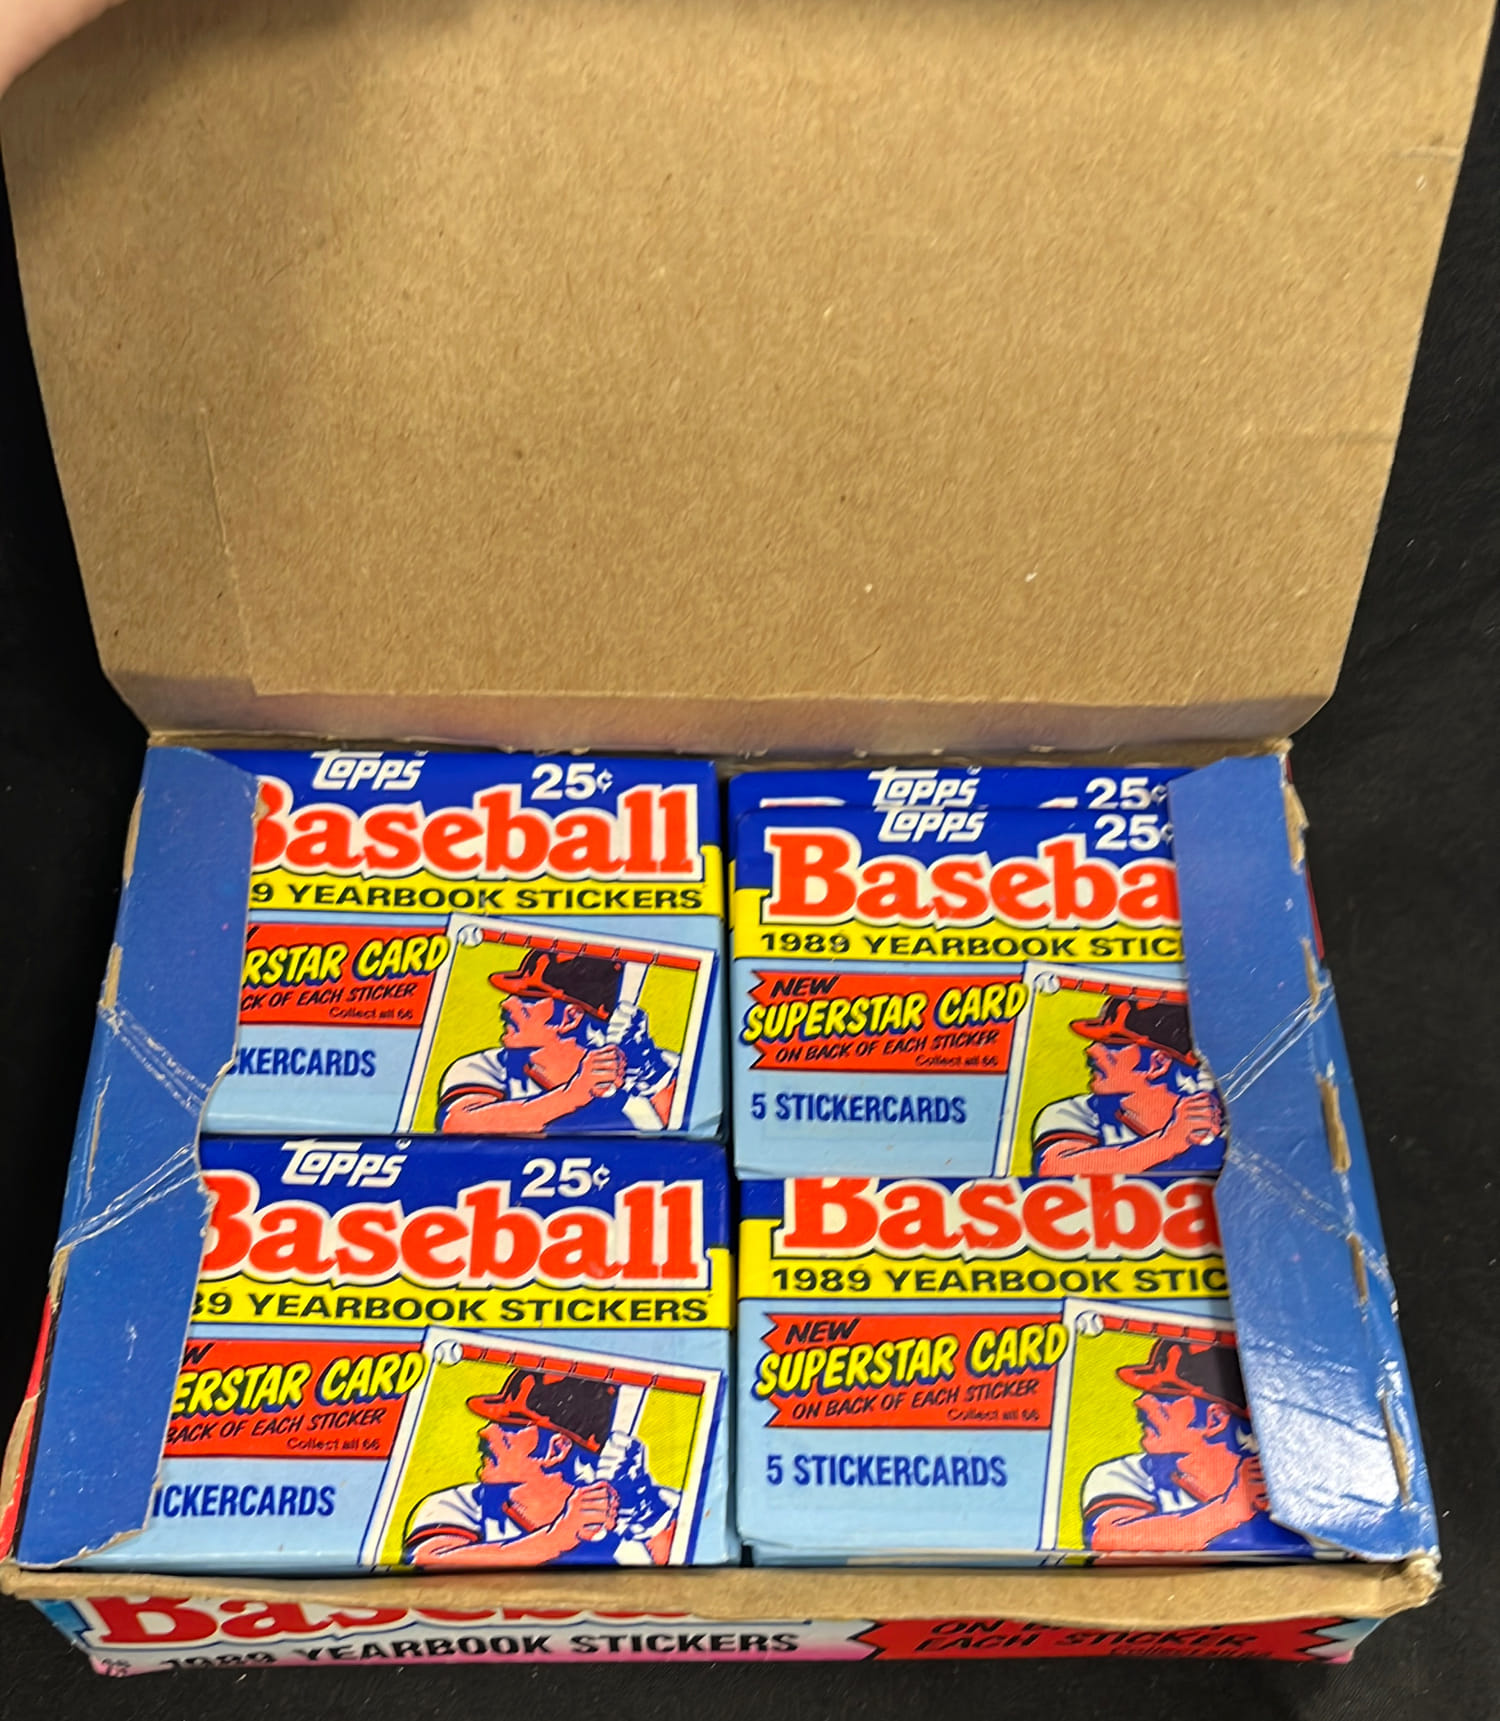 TOPPS
25¢
Baseball
9 YEARBOOK STICKERS
RSTAR CARD
CK OF EACH STICKER
Collect all 66
KERCARDS
TOPPS
25¢
TOPPS
25¢
Baseba
1989 YEARBOOK STIC
NEW
SUPERSTAR CARD
ON BACK OF EACH STICKER
Collect all 66
5 STICKERCARDS
TOPPS
25¢
Baseball
89 YEARBOOK STICKERS
W
ERSTAR CARD
BACK OF EACH STICKER
Collect all 66
ICKERCARDS
Baseba
1989 YEARBOOK STIC
NEW
SUPERSTAR CARD
ON BACK OF EACH STICKER
Collect all 66
5 STICKERCARDS
1989 YEARBOOK STICKERS
ON
EACH STICKER